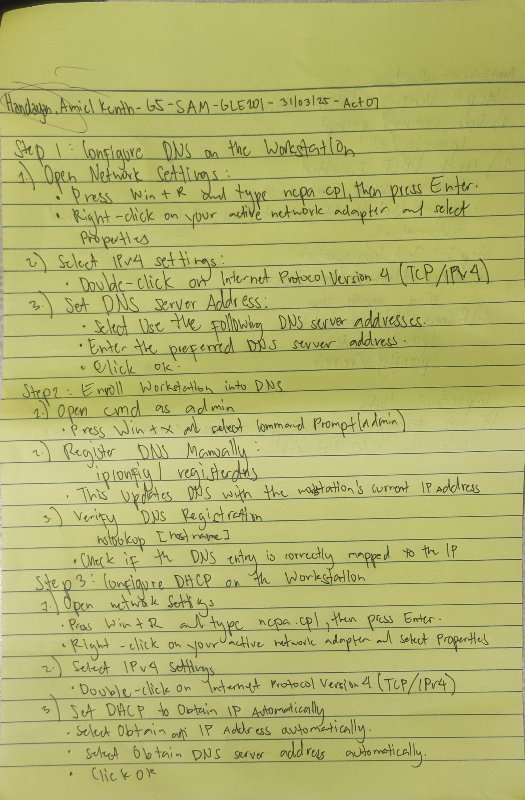 Handayan, Amiel Kenth - G5 - SAM - GLE201 - 31/03/25 - Act07
Step 1: Configure DNS on the Workstation
1.) Open Network Settings:
• Press Win + R and type ncpa.cpl, then press Enter.
• Right-click on your active network adapter and select
Properties
2.) Select IPv4 settings:
• Double-click on Internet Protocol Version 4 (TCP/IPv4)
3.) Set DNS server Address:
• Select Use the following DNS server addresses.
• Enter the preferred DNS server address.
• Click ok.
Step 2: Enroll Workstation into DNS
1.) Open cmd as admin
• Press Win + X and select Command Prompt (admin)
2.) Register DNS Manually:
ipconfig / registerdns
• This updates DNS with the workstation's current IP Address
3.) Verify DNS Registration
nslookup [hostname]
• Check if the DNS entry is correctly mapped to the IP
Step 3: Configure DACP on the Workstation
1.) Open network Settings
• Press Win + R and type ncpa.cpl, then press Enter.
• Right-click on your active network adapter and select Properties
2.) Select IPv4 Settings
• Double-click on Internet Protocol Version 4 (TCP/IPv4)
3.) Set DACP to Obtain IP Automatically
• Select Obtain an IP Address automatically.
• Select Obtain DNS server address automatically.
• Click OK